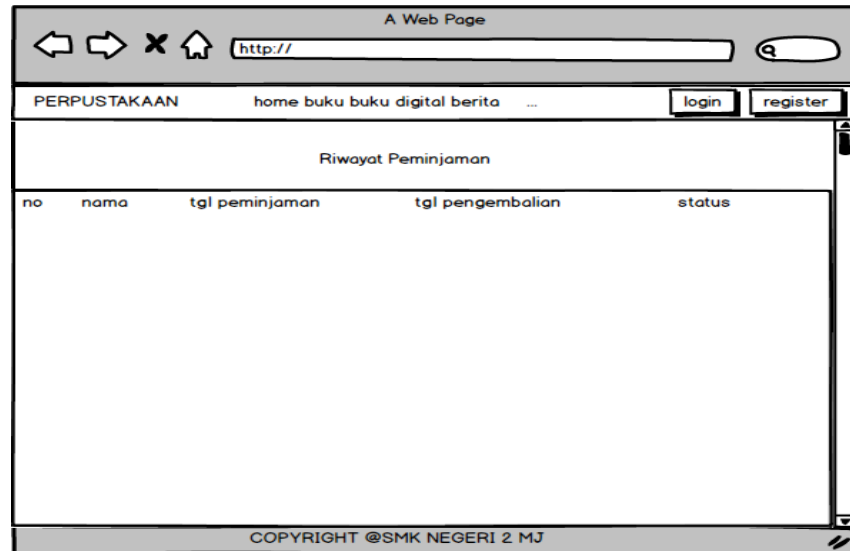 A Web Page
http://
PERPUSTAKAAN home buku buku digital berita ... login register
Riwayat Peminjaman
no nama tgl peminjaman tgl pengembalian status
COPYRIGHT @SMK NEGERI 2 MJ